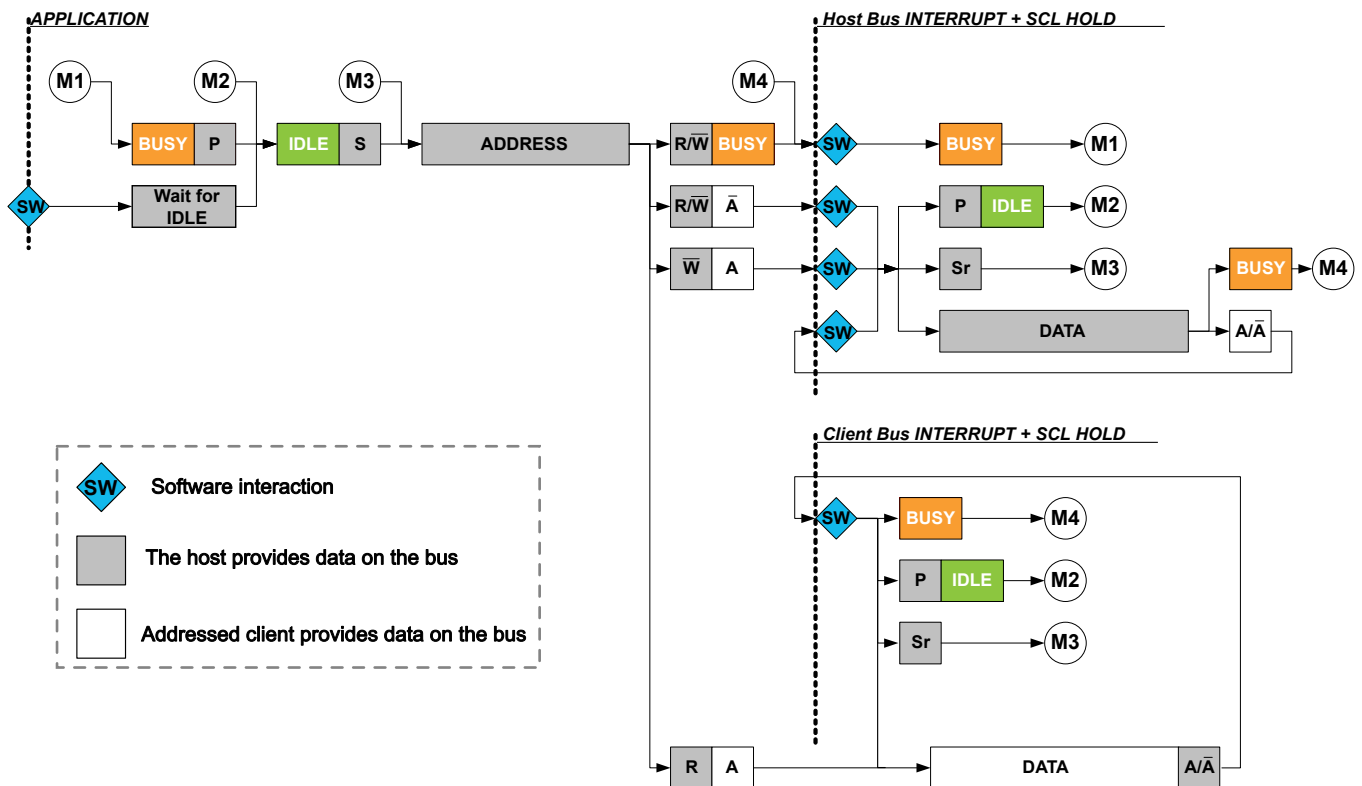 APPLICATION
Host Bus INTERRUPT + SCL HOLD
M1
M2
M3
M4
BUSY P
IDLE S
ADDRESS
R/W̅ BUSY
SW
BUSY
M1
SW
Wait for
IDLE
R/W̅ A̅
SW
P IDLE
M2
W̅ A
SW
Sr
M3
BUSY
M4
SW
DATA
A/A̅
Client Bus INTERRUPT + SCL HOLD
SW
Software interaction
SW
BUSY
M4
The host provides data on the bus
P IDLE
M2
Addressed client provides data on the bus
Sr
M3
R A
DATA
A/A̅